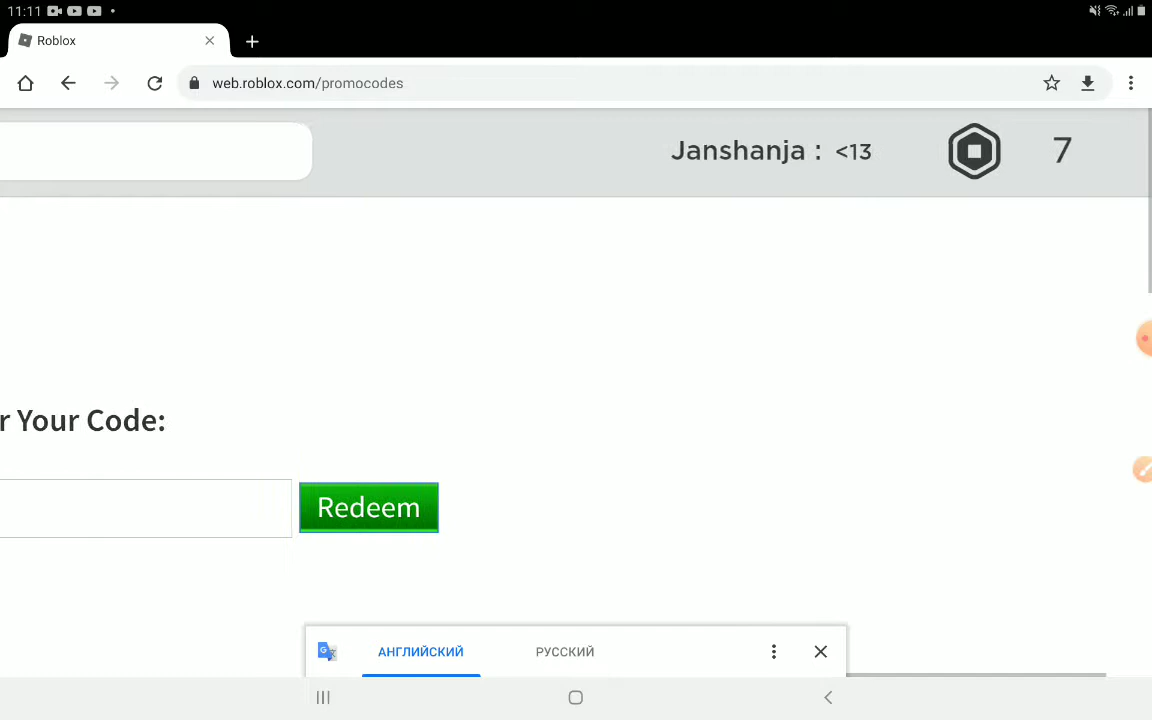 11:11
Roblox
web.roblox.com/promocodes
Janshanja : <13 7
r Your Code:
Redeem
АНГЛИЙСКИЙ РУССКИЙ